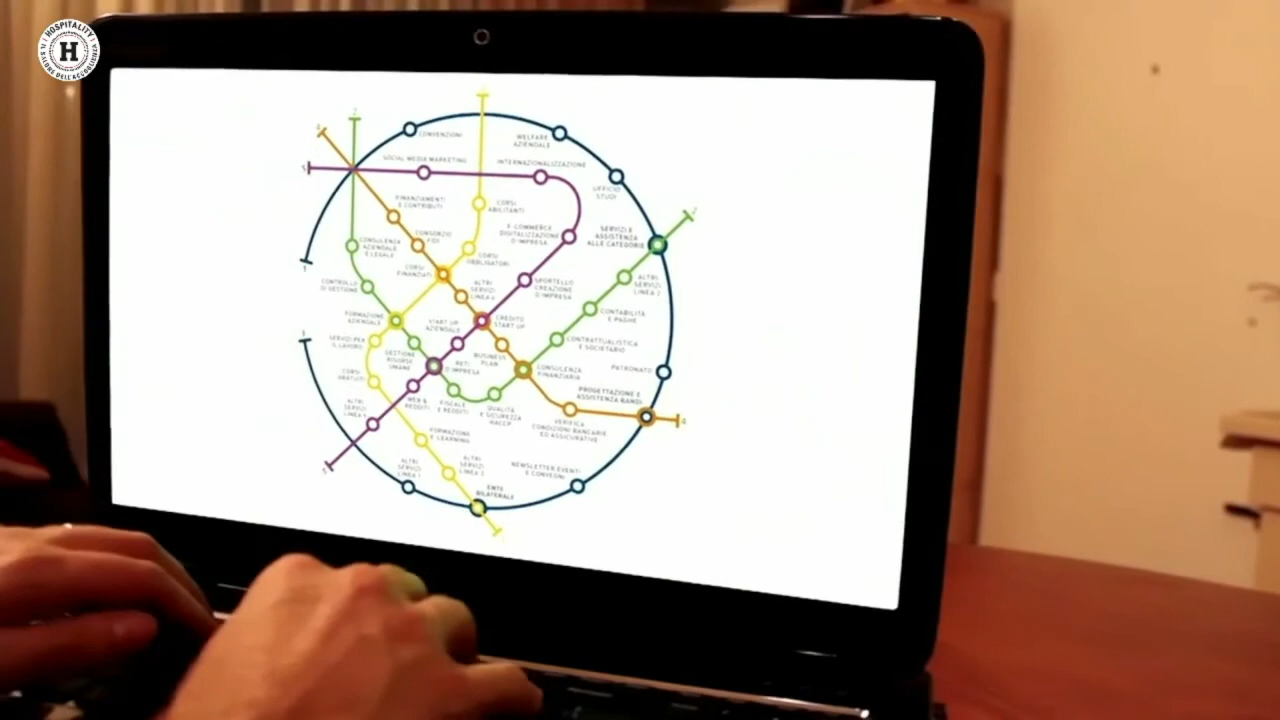 HOSPITALITY
H
IL SALONE DELL'ACCOGLIENZA
CONVENZIONI
WELFARE
AZIENDALE
SOCIAL MEDIA MARKETING
INTERNAZIONALIZZAZIONE
UFFICIO
STUDI
FINANZIAMENTI
E CONTRIBUTI
CORSI
ABILITANTI
E-COMMERCE
DIGITALIZZAZIONE
D'IMPRESA
SERVIZI E
ASSISTENZA
ALLE CATEGORIE
CONSULENZA
AZIENDALE
E LEGALE
CONSORZIO
FIDI
CORSI
OBBLIGATORI
CORSI
FINANZIATI
CONTROLLO
DI GESTIONE
ALTRI
SERVIZI
LINEA 4
SPORTELLO
CREAZIONE
D'IMPRESA
ALTRI
SERVIZI
LINEA 2
FORMAZIONE
AZIENDALE
START UP
AZIENDALE
CREDITO
START UP
CONTABILITÀ
E PAGHE
SERVIZI PER
IL LAVORO
GESTIONE
RISORSE
UMANE
RETI
D'IMPRESA
BUSINESS
PLAN
CONTRATTUALISTICA
E SOCIETARIO
CONSULENZA
FINANZIARIA
PATRONATO
CORSI
GRATUITI
WEB &
REDDITI
FISCALE
E REDDITI
QUALITÀ
E SICUREZZA
HACCP
PROGETTAZIONE E
ASSISTENZA BANDI
ALTRI
SERVIZI
LINEA 5
VERIFICA
CONDIZIONI BANCARIE
ED ASSICURATIVE
4
FORMAZIONE
E LEARNING
ALTRI
SERVIZI
LINEA 1
ALTRI
SERVIZI
LINEA 3
NEWSLETTER EVENTI
E CONVEGNI
ENTE
BILATERALE